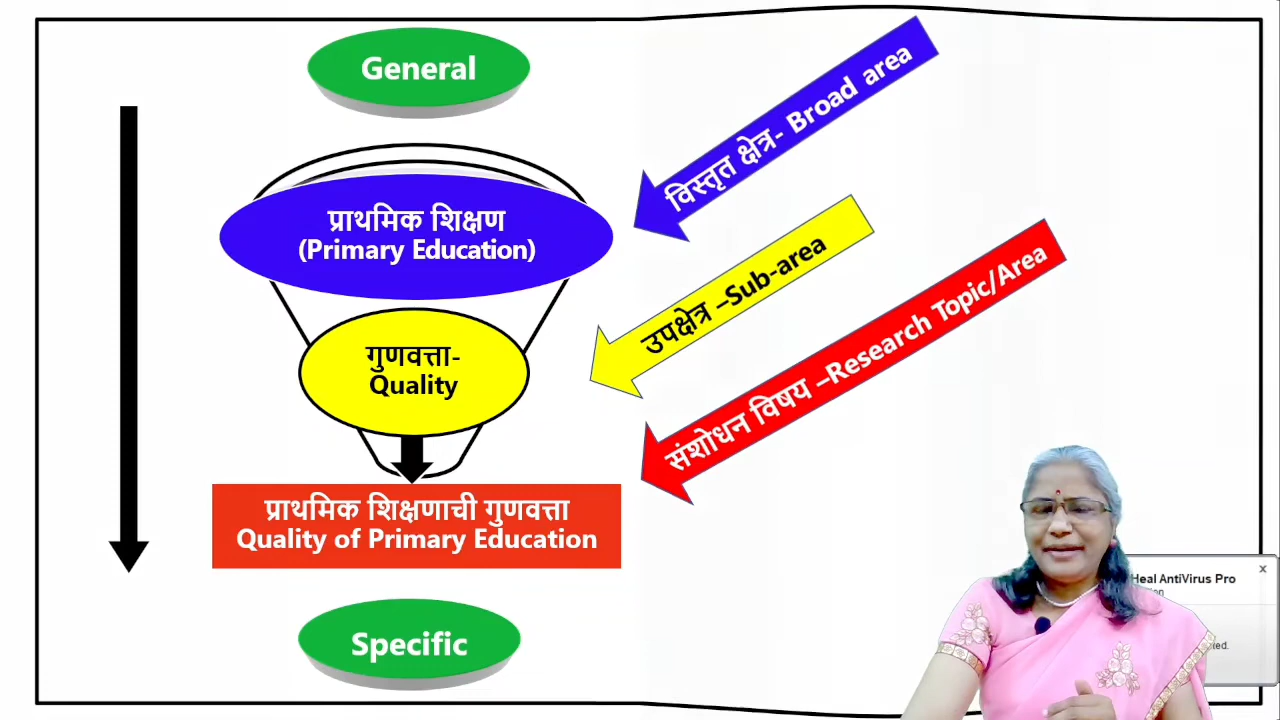 General
विस्तृत क्षेत्र- Broad area
प्राथमिक शिक्षण
(Primary Education)
उपक्षेत्र –Sub-area
गुणवत्ता-
Quality
संशोधन विषय –Research Topic/Area
प्राथमिक शिक्षणाची गुणवत्ता
Quality of Primary Education
Specific
Heal AntiVirus Pro